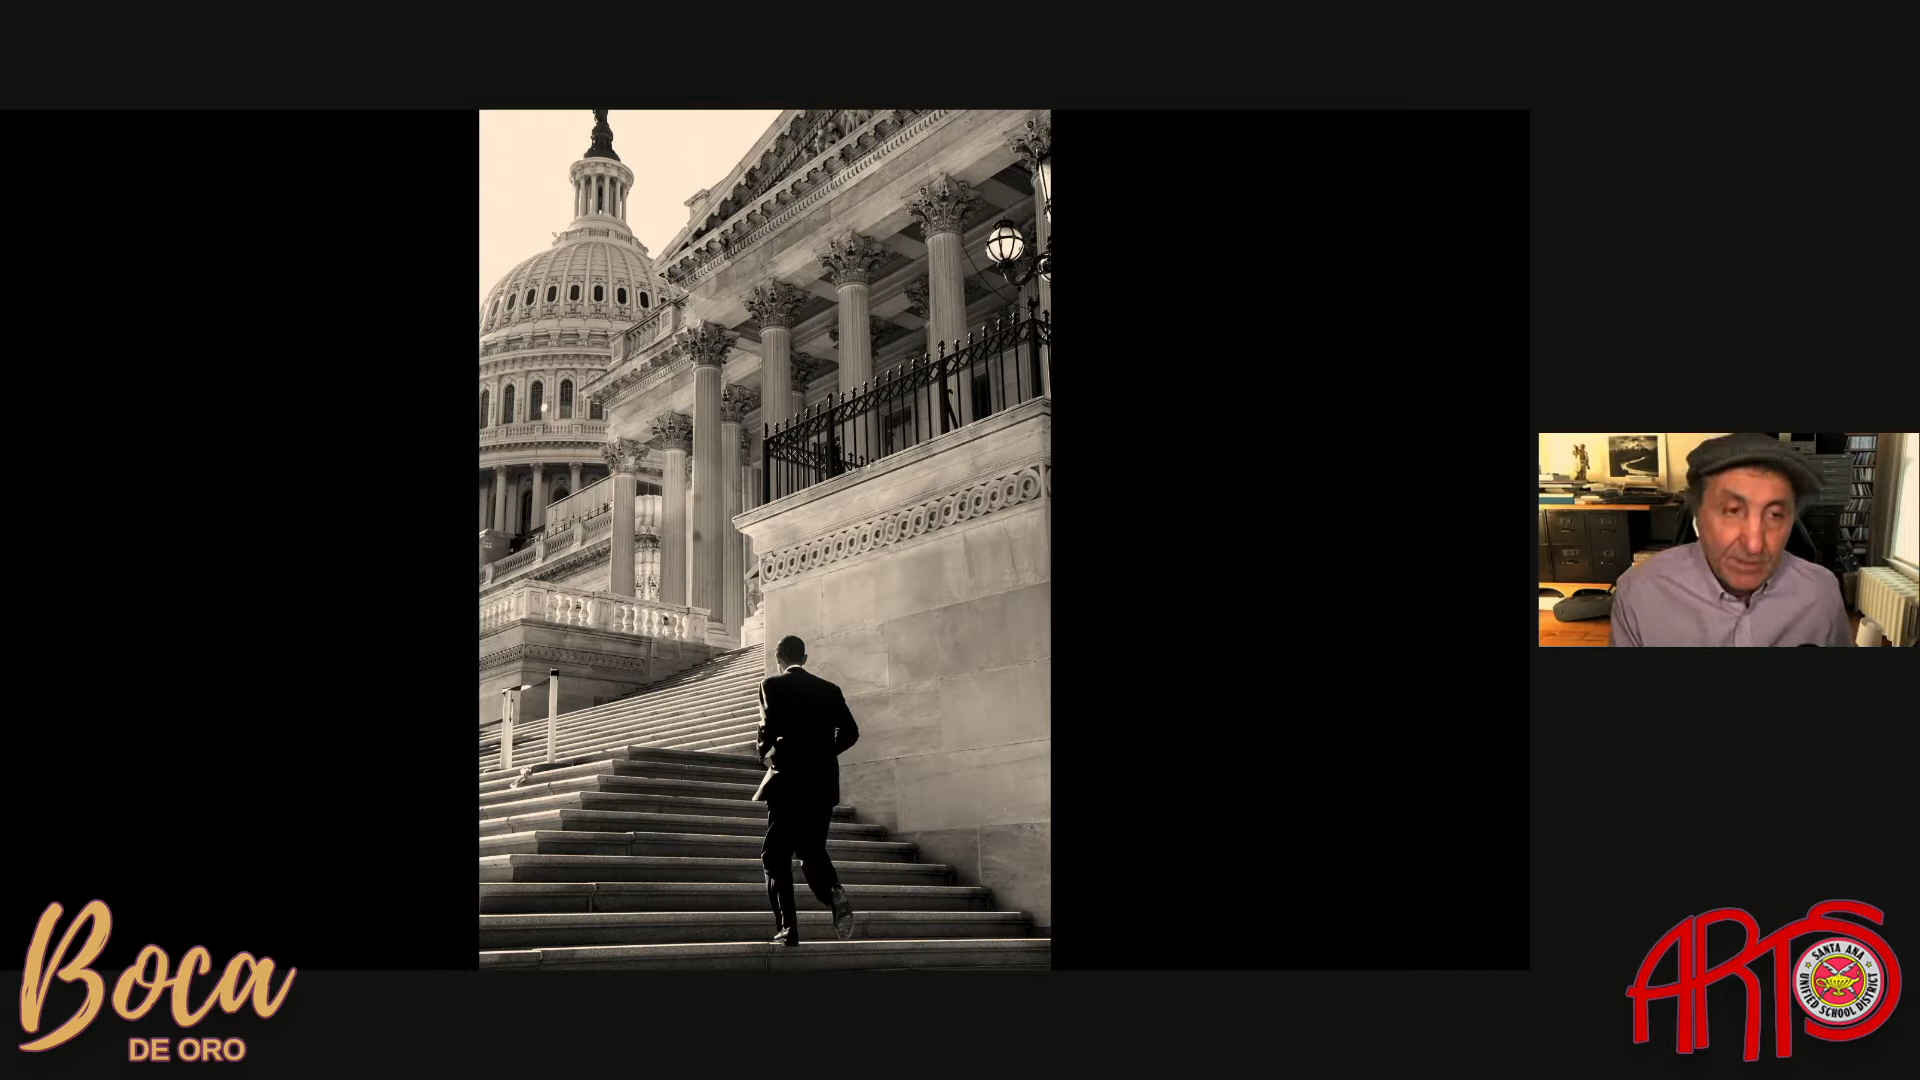 Boca
DE ORO
ARTS
SANTA ANA
UNIFIED SCHOOL DISTRICT